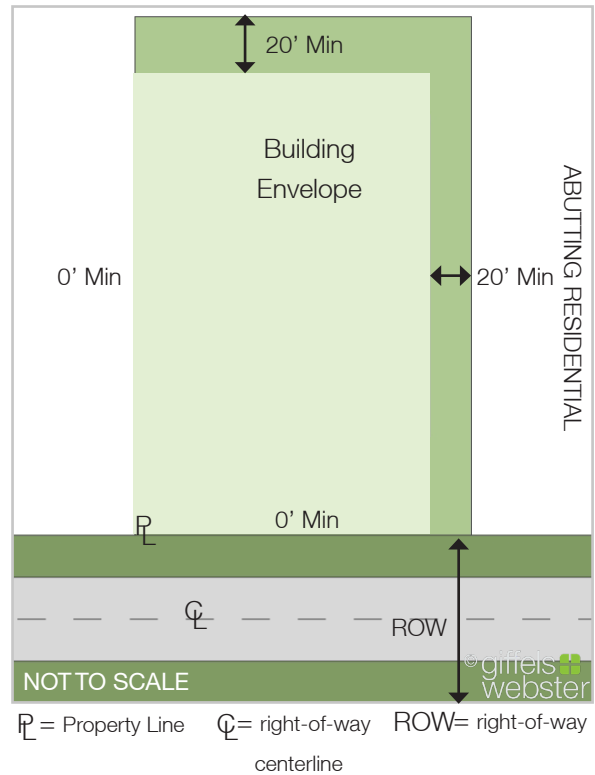 20' Min
Building
Envelope
0' Min
20' Min
ABUTTING RESIDENTIAL
0' Min
PL
CL
ROW
NOT TO SCALE
© giffels
webster
PL = Property Line CL = right-of-way ROW= right-of-way
centerline